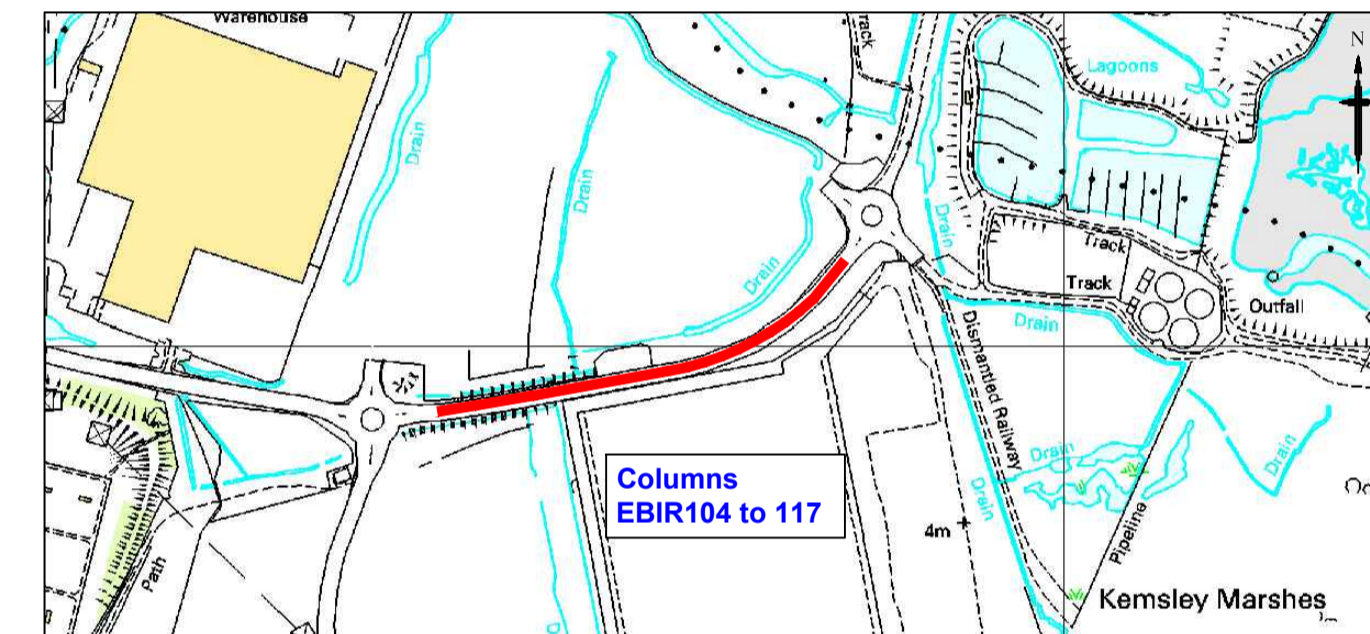 Warehouse
Track
Lagoons
N
Drain
Drain
Drain
Drain
Track
Track
Outfall
Drain
Dismantled Railway
Columns
EBIR104 to 117
Drain
Drain
Drain
4m
Pipeline
Path
Kemsley Marshes